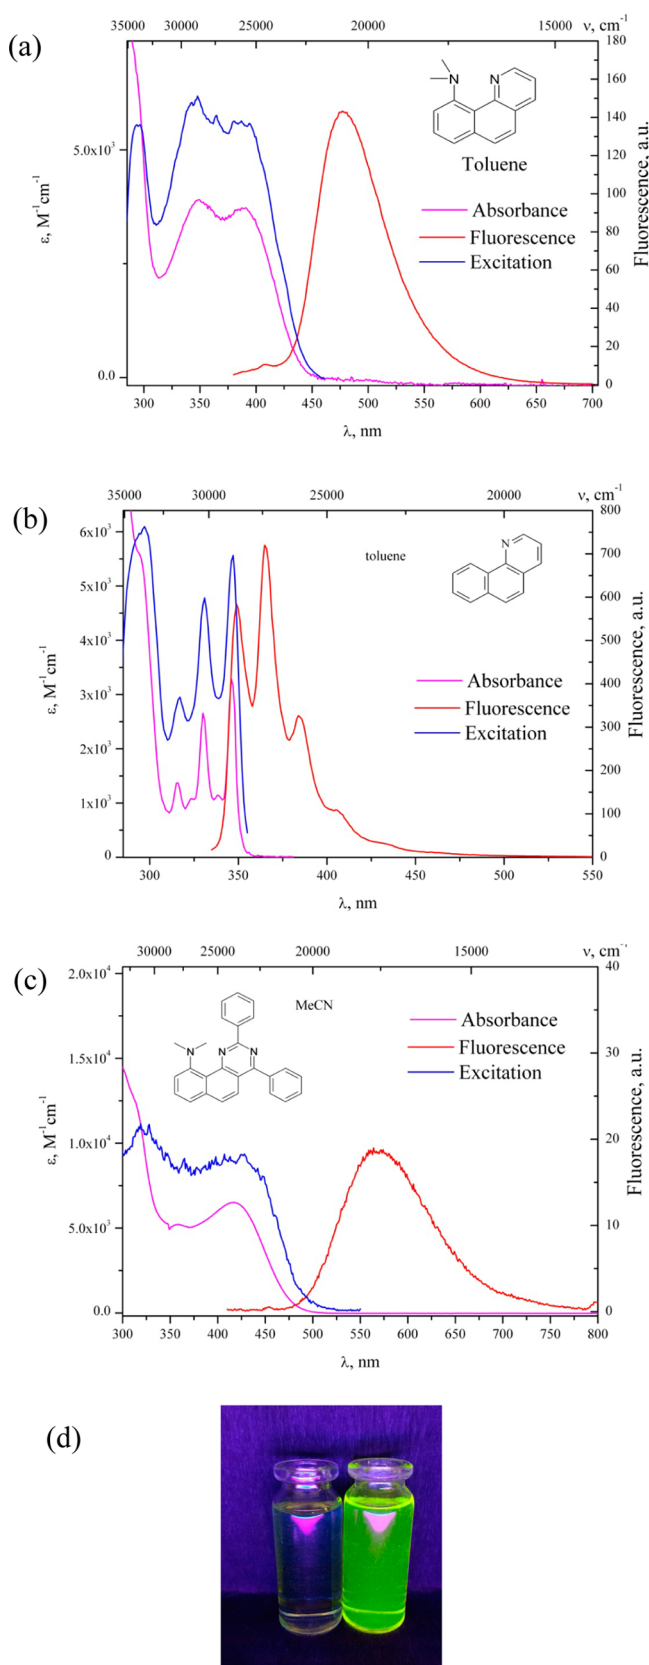 (a)
35000 30000 25000 20000 15000 ν, cm⁻¹
N
N
Toluene
Absorbance
Fluorescence
Excitation
5.0x10³
0.0
ε, M⁻¹cm⁻¹
180
160
140
120
100
80
60
40
20
0
Fluorescence, a.u.
300 350 400 450 500 550 600 650 700
λ, nm
(b)
35000 30000 25000 20000 ν, cm⁻¹
toluene
N
Absorbance
Fluorescence
Excitation
6x10³
5x10³
4x10³
3x10³
2x10³
1x10³
0
ε, M⁻¹cm⁻¹
800
700
600
500
400
300
200
100
0
Fluorescence, a.u.
300 350 400 450 500 550
λ, nm
(c)
30000 25000 20000 15000 ν, cm⁻¹
MeCN
N
N
N
Absorbance
Fluorescence
Excitation
2.0x10⁴
1.5x10⁴
1.0x10⁴
5.0x10³
0.0
ε, M⁻¹cm⁻¹
40
30
20
10
0
Fluorescence, a.u.
300 350 400 450 500 550 600 650 700 750 800
λ, nm
(d)